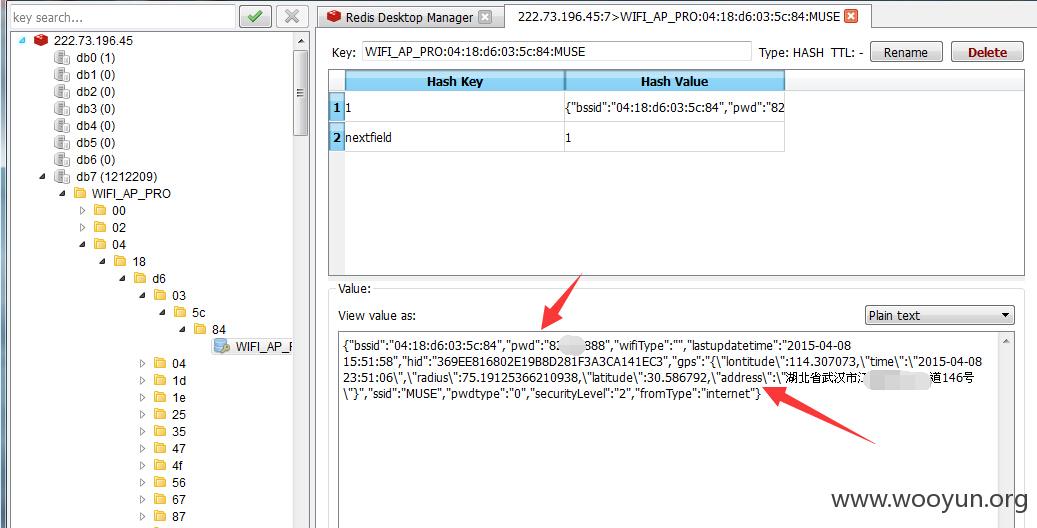 key search...
Redis Desktop Manager
222.73.196.45:7>WIFI_AP_PRO:04:18:d6:03:5c:84:MUSE
222.73.196.45
db0 (1)
db1 (0)
db2 (0)
db3 (0)
db4 (0)
db5 (0)
db6 (0)
db7 (1212209)
WIFI_AP_PRO
00
02
04
18
d6
03
5c
84
WIFI_AP_F
04
1d
1e
25
35
47
4f
56
67
87
Key: WIFI_AP_PRO:04:18:d6:03:5c:84:MUSE Type: HASH TTL: - Rename Delete
Hash Key Hash Value
1 1 {"bssid":"04:18:d6:03:5c:84","pwd":"82
2 nextfield 1
Value:
View value as: Plain text
{"bssid":"04:18:d6:03:5c:84","pwd":"82 888","wifiType":"","lastupdatetime":"2015-04-08
15:51:58","hid":"369EE816802E19B8D281F3A3CA141EC3","gps":"{\"lontitude\":114.307073,\"time\":\"2015-04-08
23:51:06\",\"radius\":75.19125366210938,\"latitude\":30.586792,\"address\":\"湖北省武汉市 道146号
\"}","ssid":"MUSE","pwdtype":"0","securityLevel":"2","fromType":"internet"}
www.wooyun.org